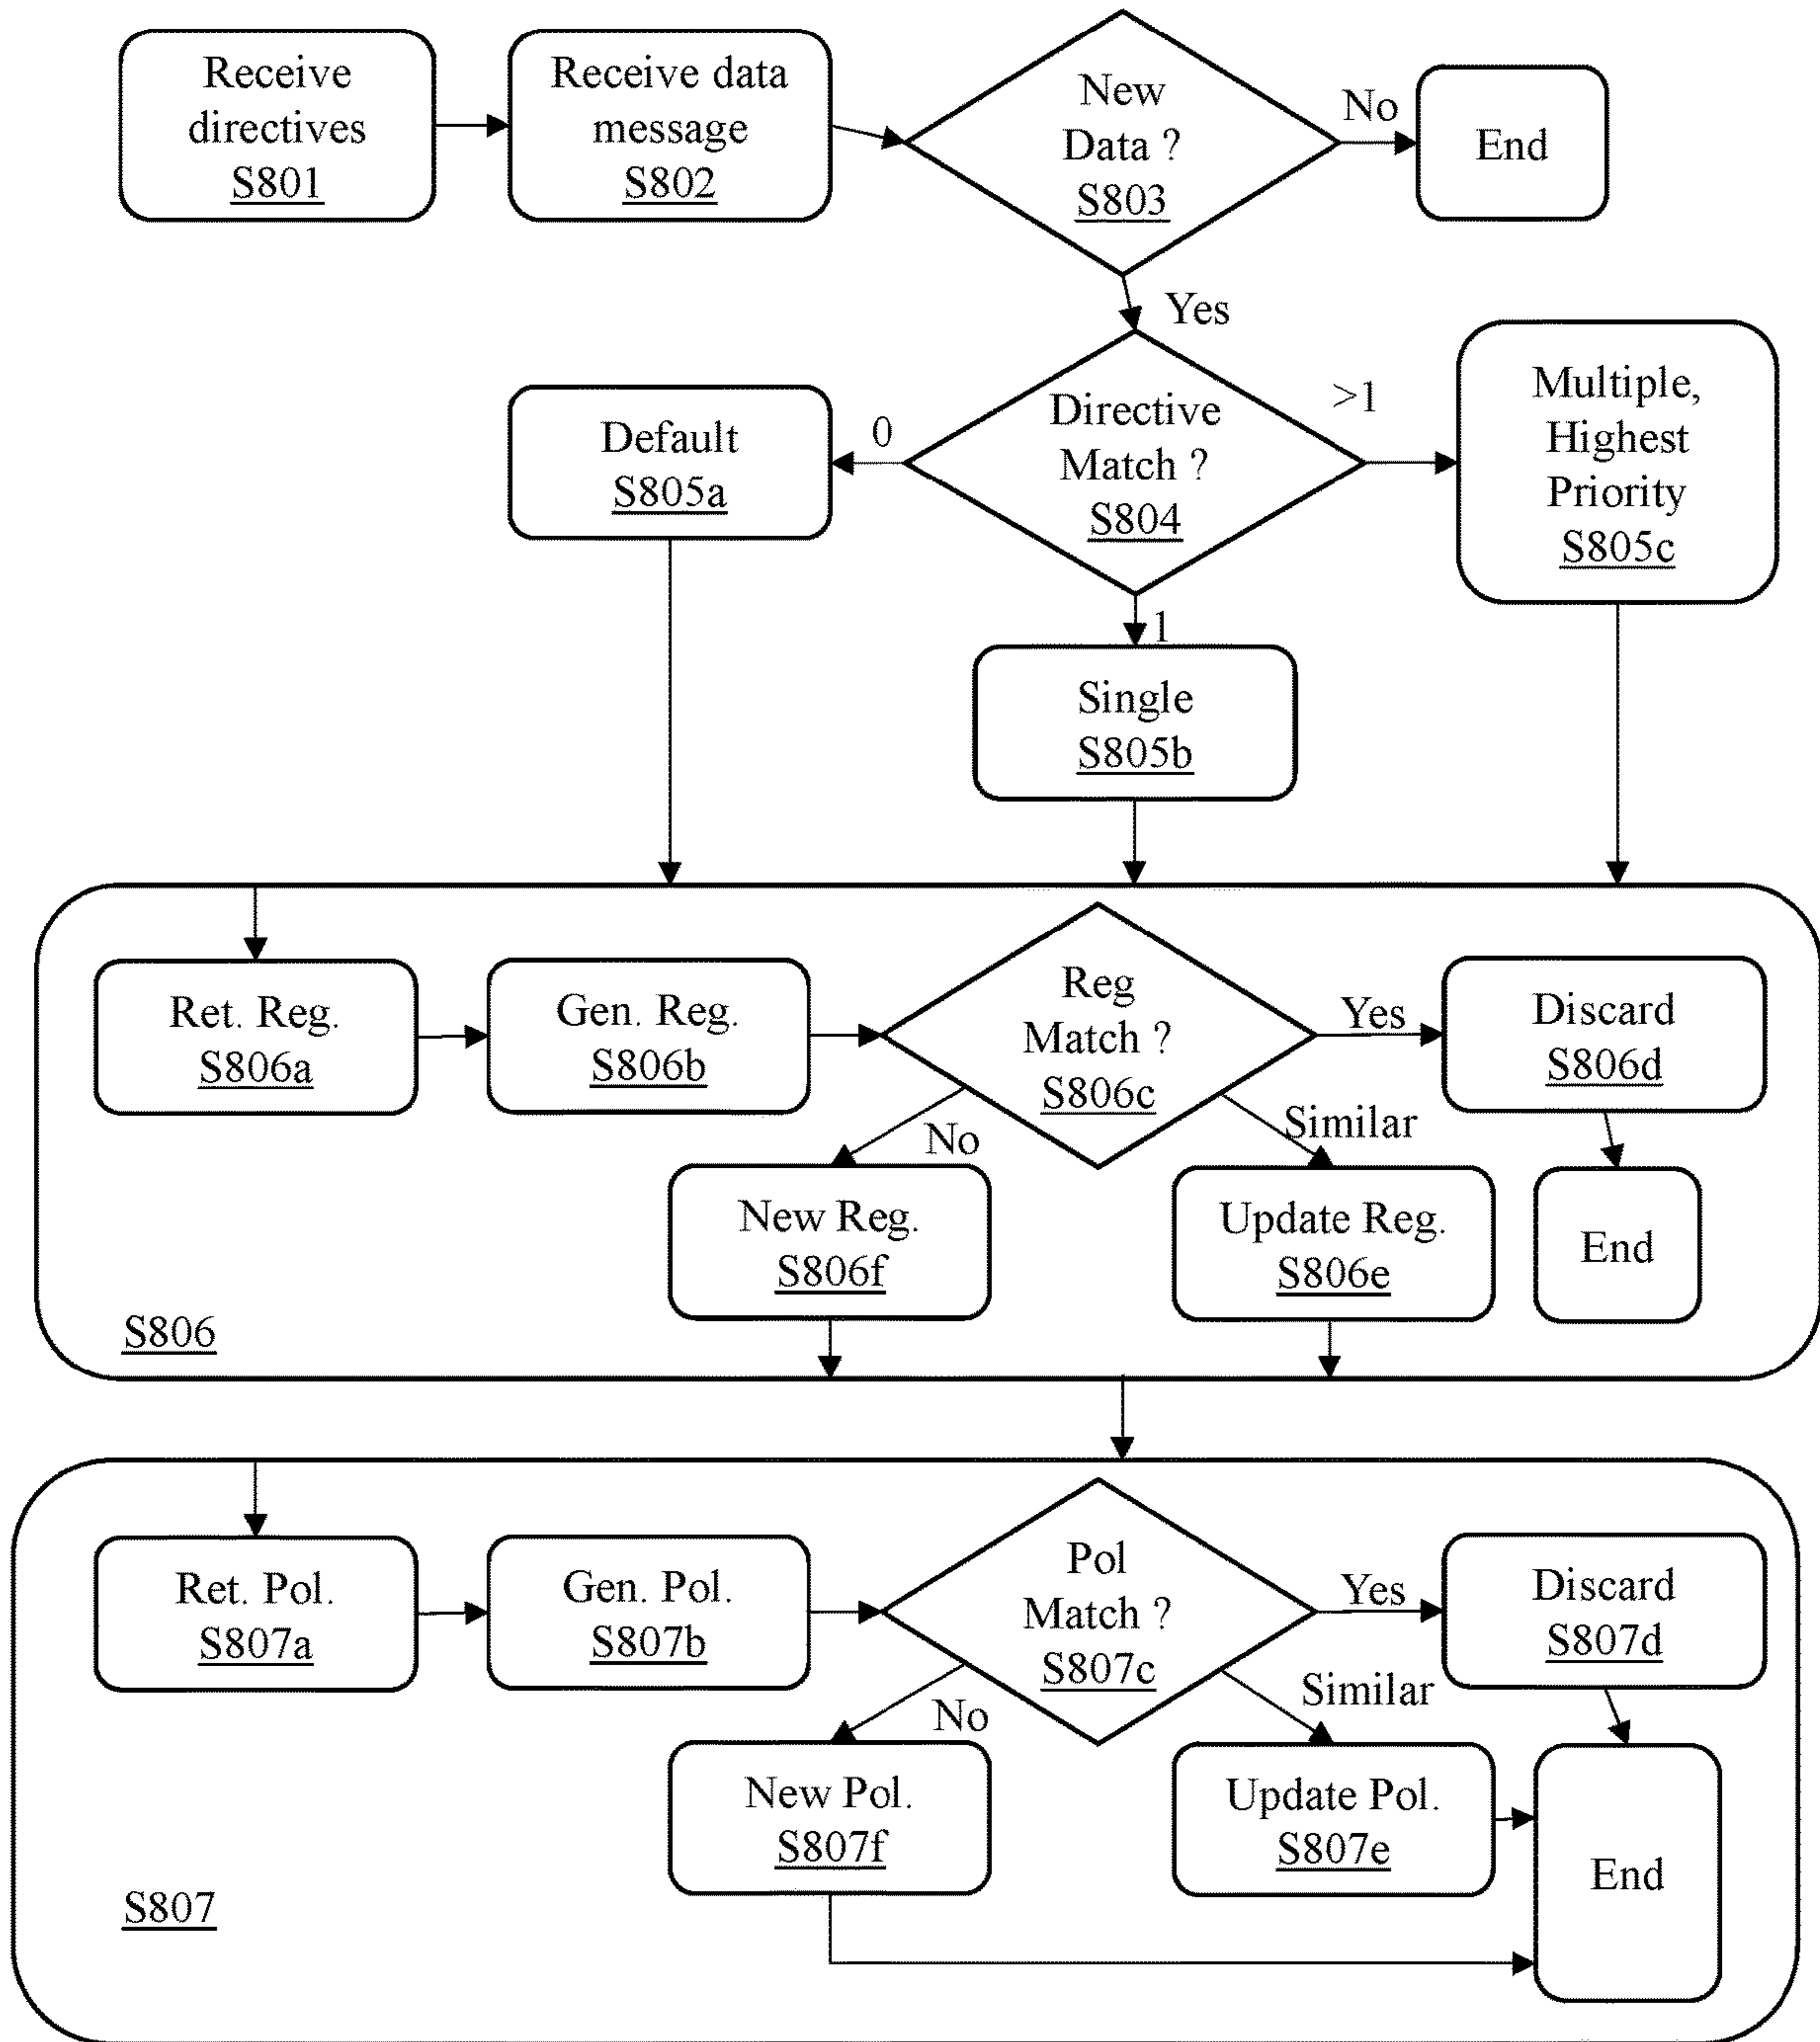 Receive
directives
S801
Receive data
message
S802
New
Data ?
S803
No
End
Yes
Default
S805a
0
Directive
Match ?
S804
>1
Multiple,
Highest
Priority
S805c
1
Single
S805b
Ret. Reg.
S806a
Gen. Reg.
S806b
Reg
Match ?
S806c
Yes
Discard
S806d
No
Similar
New Reg.
S806f
Update Reg.
S806e
End
S806
Ret. Pol.
S807a
Gen. Pol.
S807b
Pol
Match ?
S807c
Yes
Discard
S807d
No
Similar
New Pol.
S807f
Update Pol.
S807e
End
S807